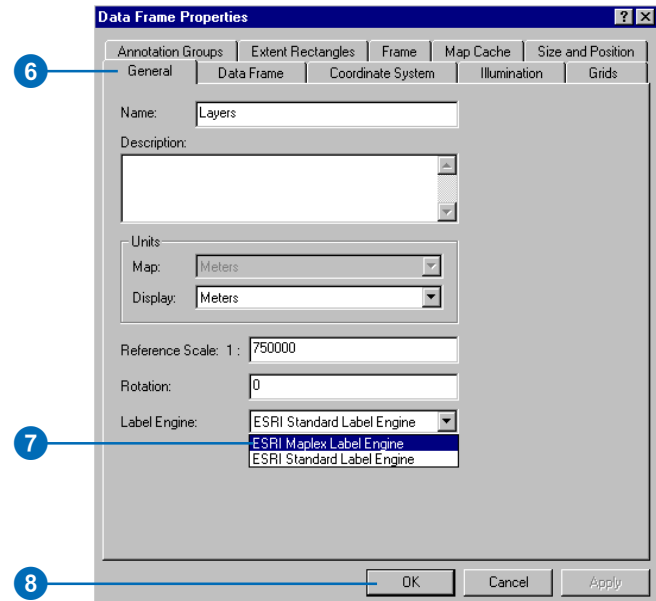 Data Frame Properties
Annotation Groups Extent Rectangles Frame Map Cache Size and Position
6 General Data Frame Coordinate System Illumination Grids
Name: Layers
Description:
Units
Map: Meters
Display: Meters
Reference Scale: 1 : 750000
Rotation: 0
Label Engine: ESRI Standard Label Engine
7 ESRI Maplex Label Engine
ESRI Standard Label Engine
8 OK Cancel Apply